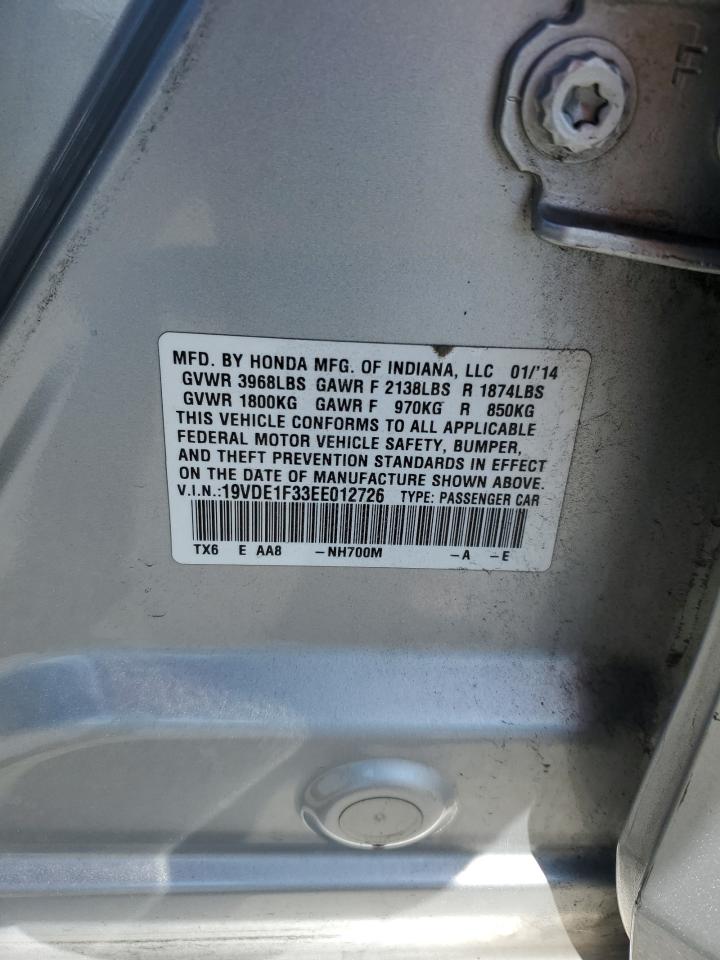 MFD. BY HONDA MFG. OF INDIANA, LLC 01/'14
GVWR 3968LBS GAWR F 2138LBS R 1874LBS
GVWR 1800KG GAWR F 970KG R 850KG
THIS VEHICLE CONFORMS TO ALL APPLICABLE
FEDERAL MOTOR VEHICLE SAFETY, BUMPER,
AND THEFT PREVENTION STANDARDS IN EFFECT
ON THE DATE OF MANUFACTURE SHOWN ABOVE.
V.I.N.:19VDE1F33EE012726 TYPE: PASSENGER CAR
TX6 E AA8 -NH700M -A -E